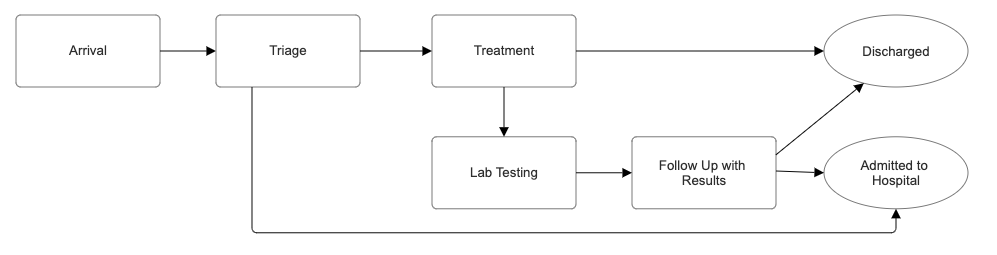 Arrival
Triage
Treatment
Discharged
Lab Testing
Follow Up with
Results
Admitted to
Hospital